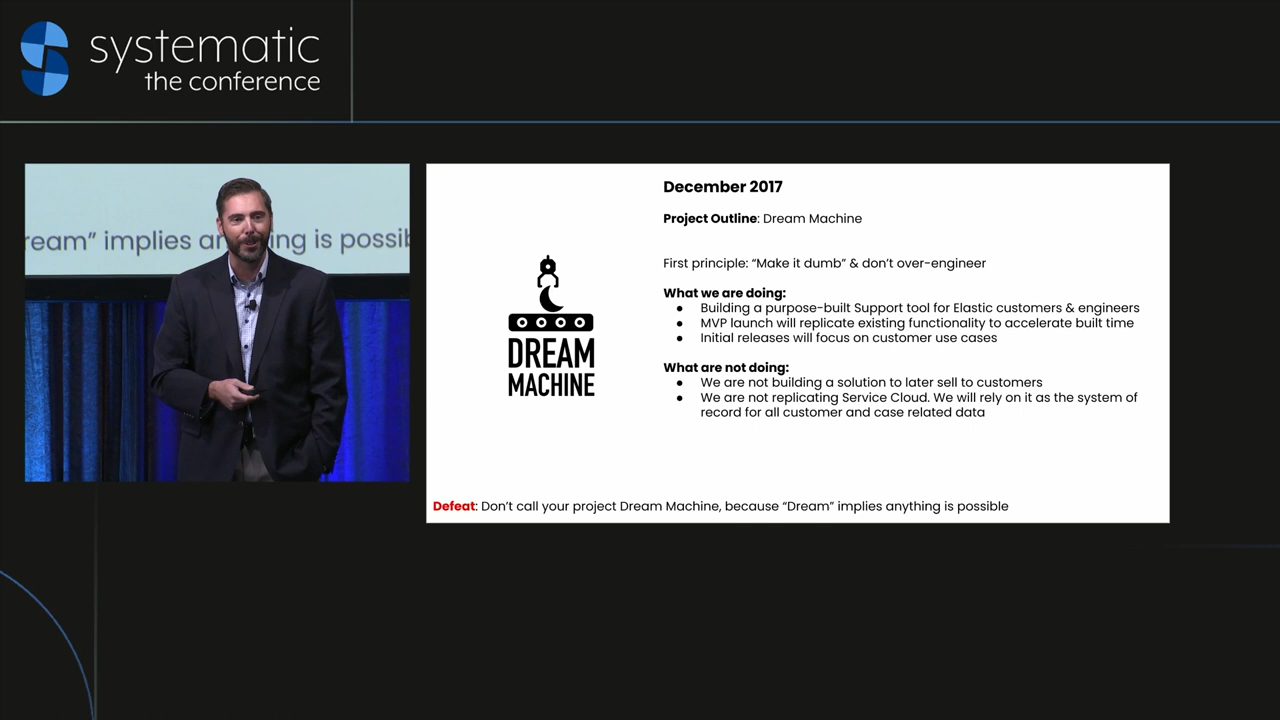 systematic
the conference
ream” implies an ing is possib
December 2017
Project Outline: Dream Machine
First principle: “Make it dumb” & don’t over-engineer
What we are doing:
● Building a purpose-built Support tool for Elastic customers & engineers
● MVP launch will replicate existing functionality to accelerate built time
● Initial releases will focus on customer use cases
What are not doing:
● We are not building a solution to later sell to customers
● We are not replicating Service Cloud. We will rely on it as the system of
record for all customer and case related data
DREAM
MACHINE
Defeat: Don’t call your project Dream Machine, because “Dream” implies anything is possible